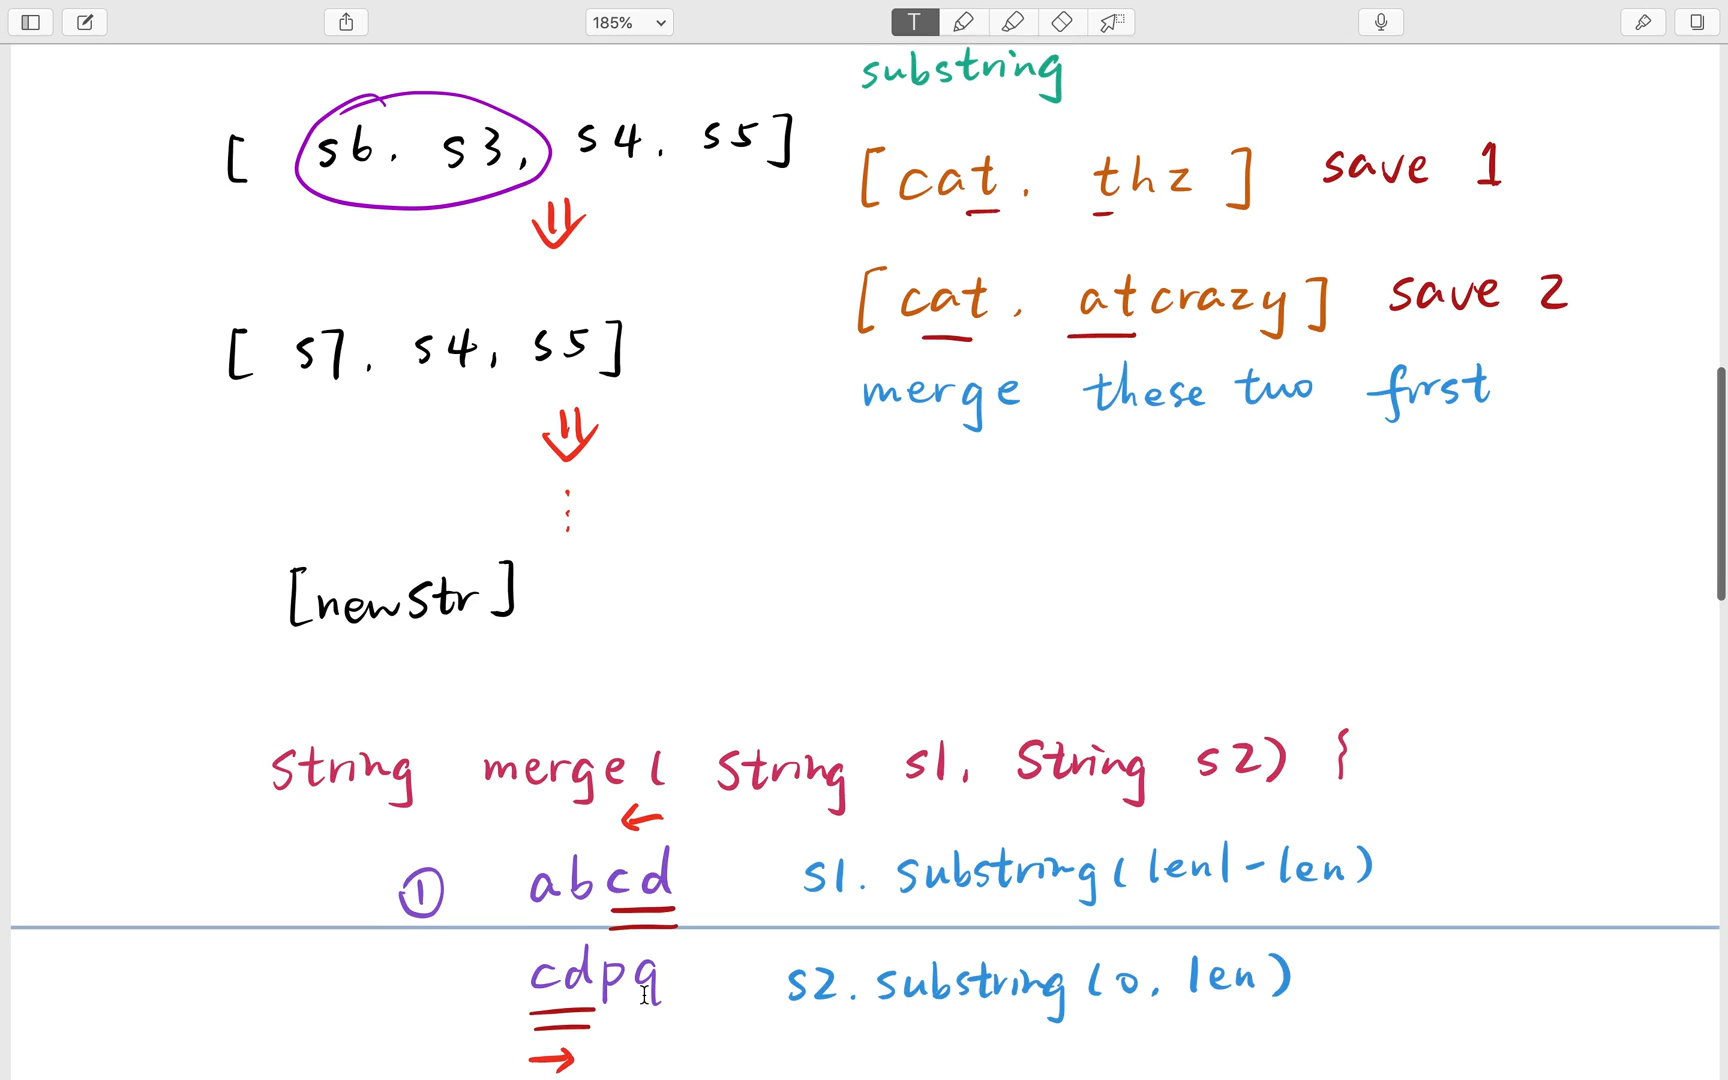 185%
T
substring
[ s6, s3, s4, s5]
[cat, thz ] save 1
[cat, atcrazy] save 2
[ s7, s4, s5]
merge these two first
[newStr]
String merge( String s1, String s2) {
① abcd s1. substring(len1-len)
cdpq s2. substring(0, len)